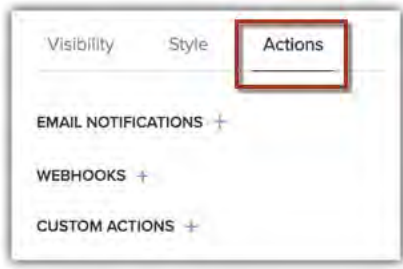 Visibility Style Actions
EMAIL NOTIFICATIONS +
WEBHOOKS +
CUSTOM ACTIONS +